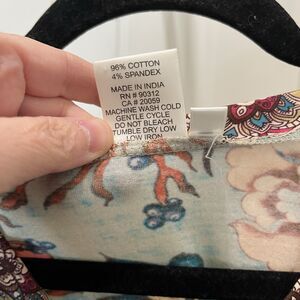 96% COTTON
4% SPANDEX
MADE IN INDIA
RN # 90312
CA # 20059
MACHINE WASH COLD
GENTLE CYCLE
DO NOT BLEACH
TUMBLE DRY LOW
LOW IRON